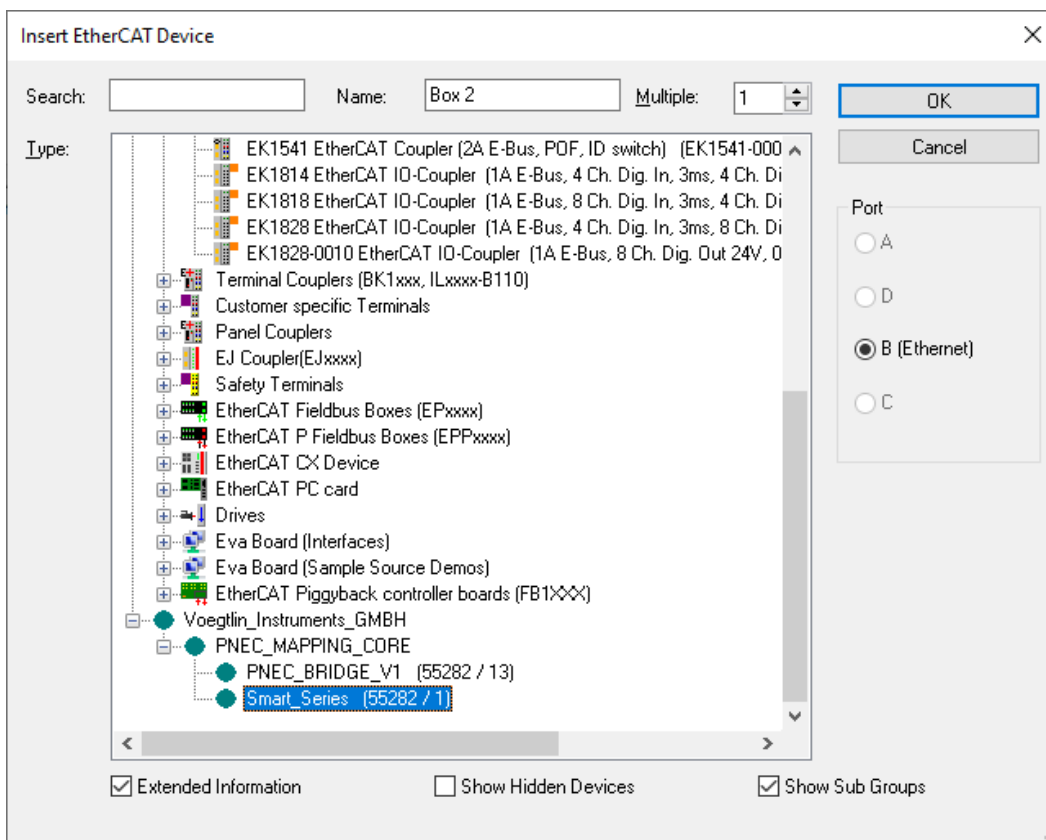 Insert EtherCAT Device
Search: Name: Box 2 Multiple: 1 OK
Type: Cancel
EK1541 EtherCAT Coupler (2A E-Bus, POF, ID switch) (EK1541-000
EK1814 EtherCAT IO-Coupler (1A E-Bus, 4 Ch. Dig. In, 3ms, 4 Ch. Di
EK1818 EtherCAT IO-Coupler (1A E-Bus, 8 Ch. Dig. In, 3ms, 4 Ch. Di
EK1828 EtherCAT IO-Coupler (1A E-Bus, 4 Ch. Dig. In, 3ms, 8 Ch. Di
EK1828-0010 EtherCAT IO-Coupler (1A E-Bus, 8 Ch. Dig. Out 24V, 0
Terminal Couplers (BK1xxx, ILxxxx-B110)
Customer specific Terminals
Panel Couplers
EJ Coupler(EJxxxx)
Safety Terminals
EtherCAT Fieldbus Boxes (EPxxxx)
EtherCAT P Fieldbus Boxes (EPPxxxx)
EtherCAT CX Device
EtherCAT PC card
Drives
Eva Board (Interfaces)
Eva Board (Sample Source Demos)
EtherCAT Piggyback controller boards (FB1XXX)
Voegtlin_Instruments_GMBH
PNEC_MAPPING_CORE
PNEC_BRIDGE_V1 (55282 / 13)
Smart_Series (55282 / 1)
Port
A
D
B (Ethernet)
C
Extended Information Show Hidden Devices Show Sub Groups